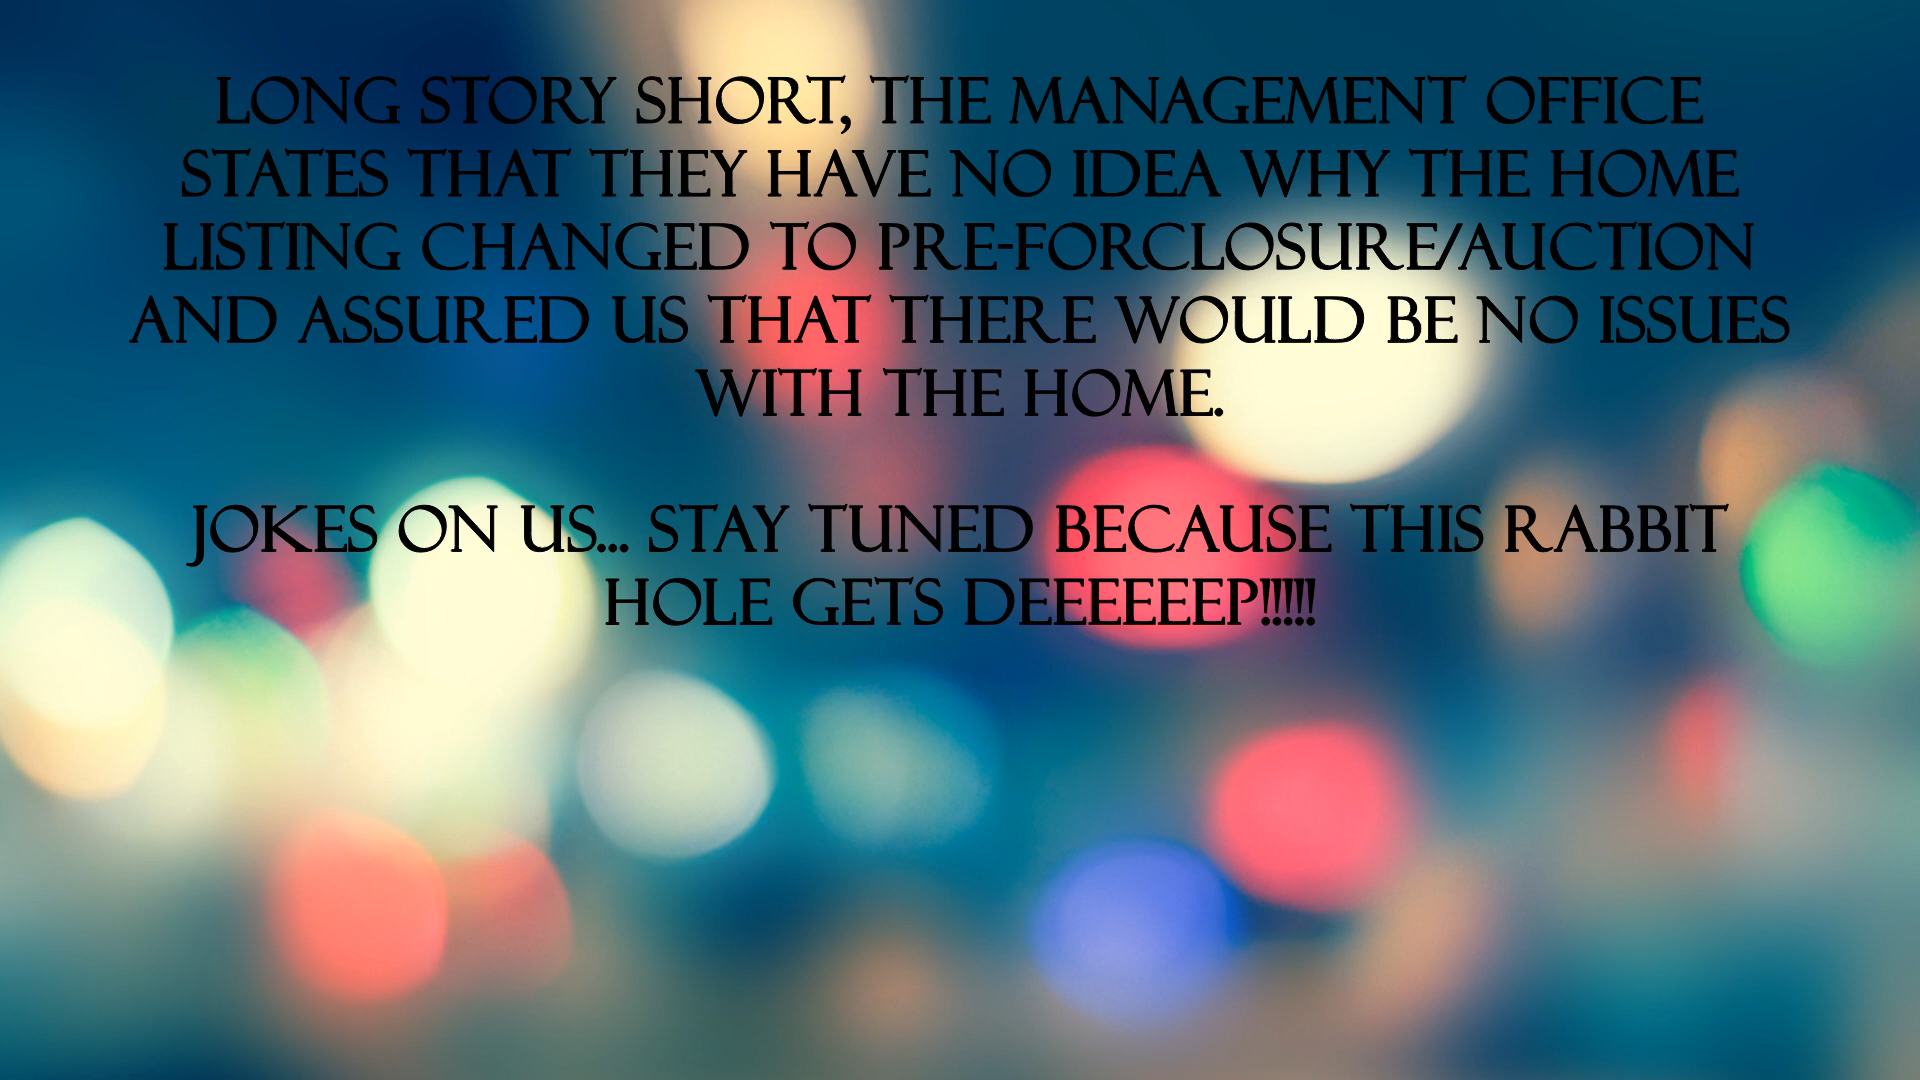 LONG STORY SHORT, THE MANAGEMENT OFFICE
STATES THAT THEY HAVE NO IDEA WHY THE HOME
LISTING CHANGED TO PRE-FORCLOSURE/AUCTION
AND ASSURED US THAT THERE WOULD BE NO ISSUES
WITH THE HOME.
JOKES ON US... STAY TUNED BECAUSE THIS RABBIT
HOLE GETS DEEEEEEP!!!!!